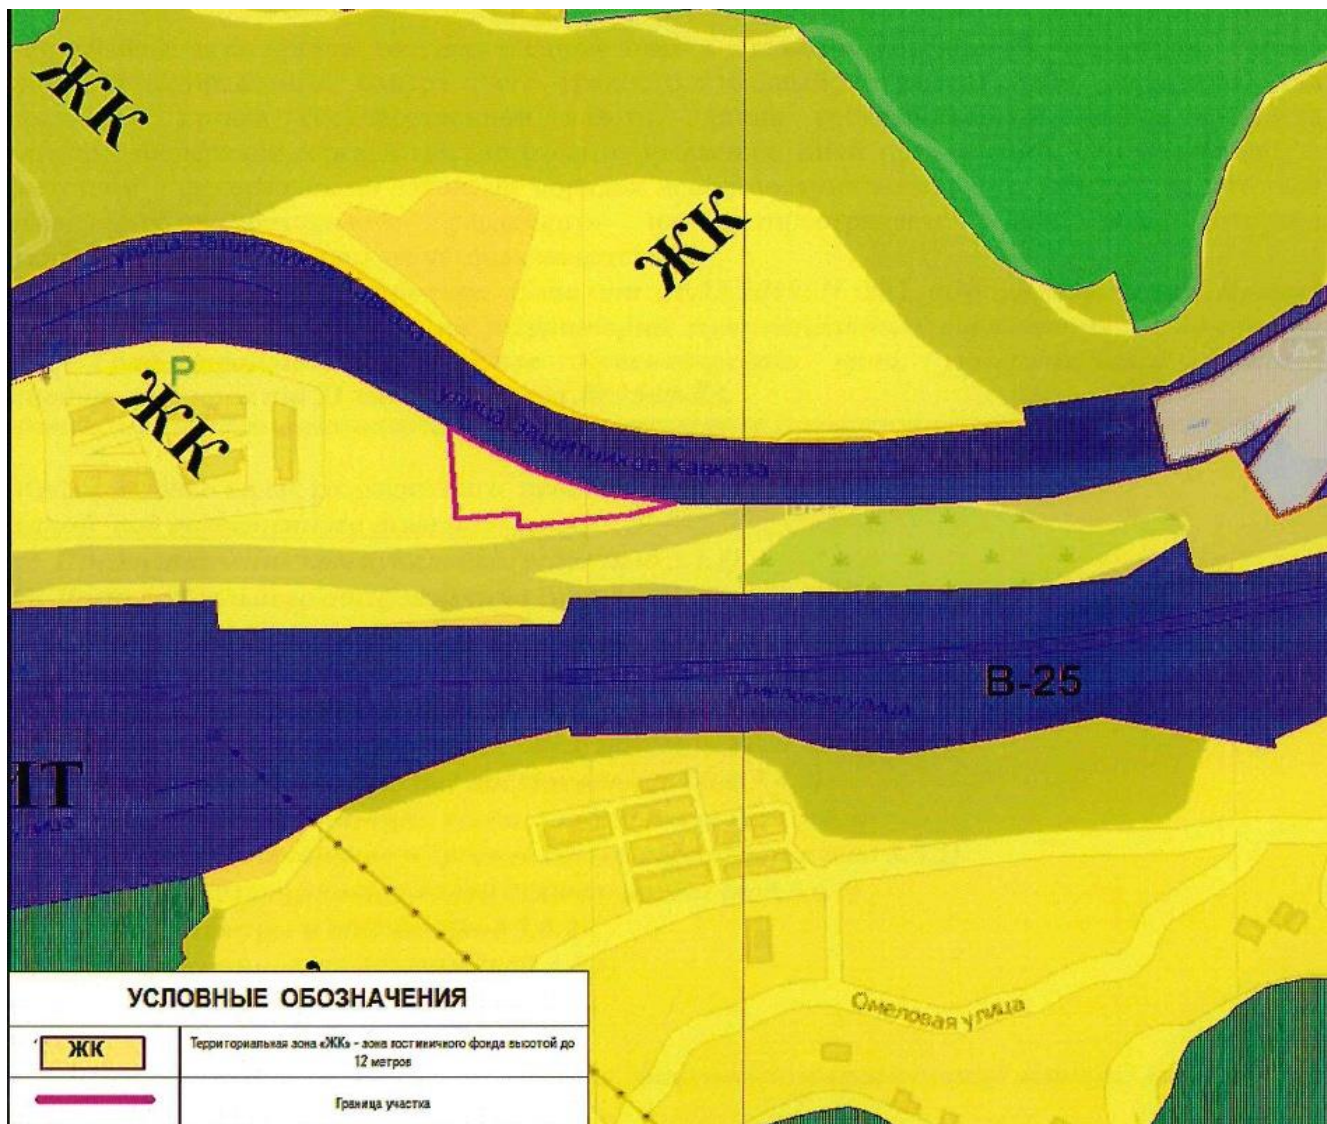 ЖК
ЖК
улица Защитников Кавказа
P
ЖК
улица Защитников Кавказа
В-25
Омеловая улица
ИТ
Омеловая улица
УСЛОВНЫЕ ОБОЗНАЧЕНИЯ
ЖК
Территориальная зона «ЖК» - зона гостиничного фонда высотой до
12 метров
Граница участка